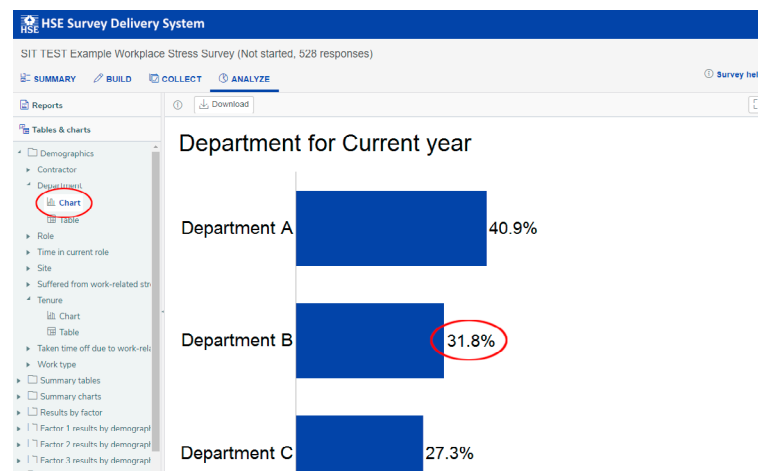 HSE HSE Survey Delivery System
SIT TEST Example Workplace Stress Survey (Not started, 528 responses)
SUMMARY BUILD COLLECT ANALYZE
Survey hel
Reports
Download
Tables & charts
Demographics
Contractor
Department
Chart
Table
Role
Time in current role
Site
Suffered from work-related stre
Tenure
Chart
Table
Taken time off due to work-rela
Work type
Summary tables
Summary charts
Results by factor
Factor 1 results by demograph
Factor 2 results by demograph
Factor 3 results by demograph
Department for Current year
Department A 40.9%
Department B 31.8%
Department C 27.3%